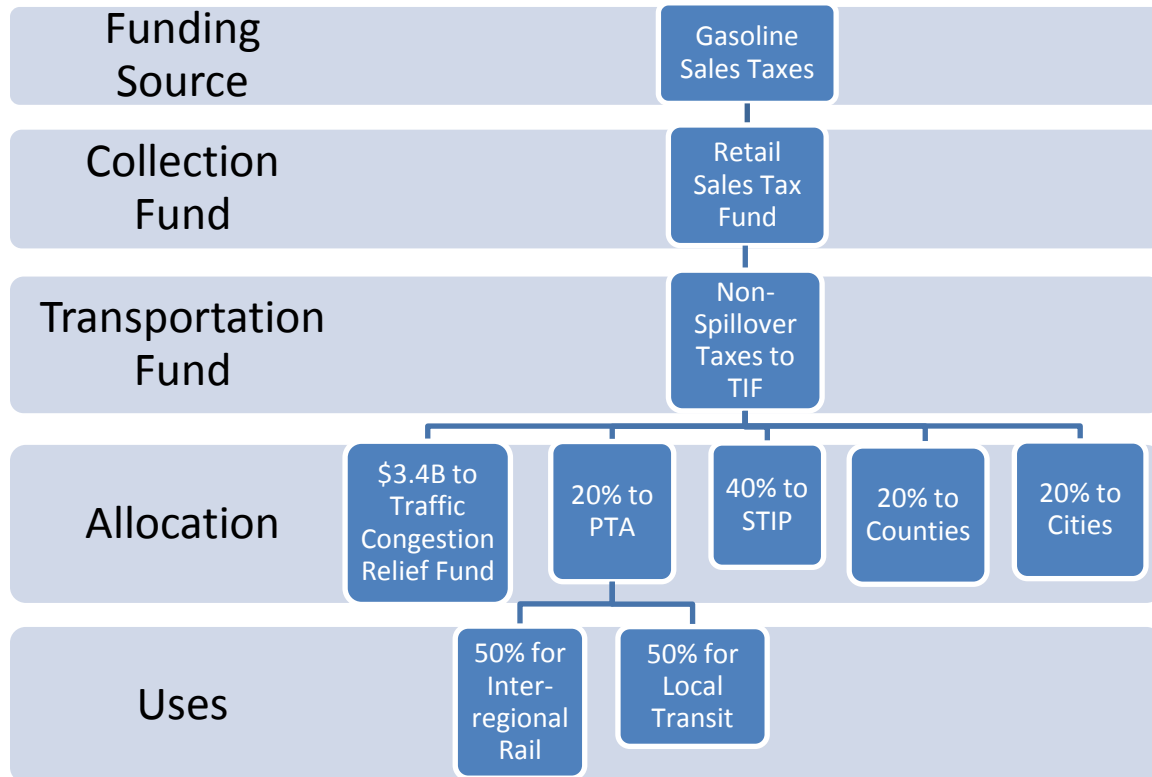 Funding
Source
Gasoline
Sales Taxes
Collection
Fund
Retail
Sales Tax
Fund
Transportation
Fund
Non-
Spillover
Taxes to
TIF
Allocation
$3.4B to
Traffic
Congestion
Relief Fund
20% to
PTA
40% to
STIP
20% to
Counties
20% to
Cities
Uses
50% for
Inter-
regional
Rail
50% for
Local
Transit